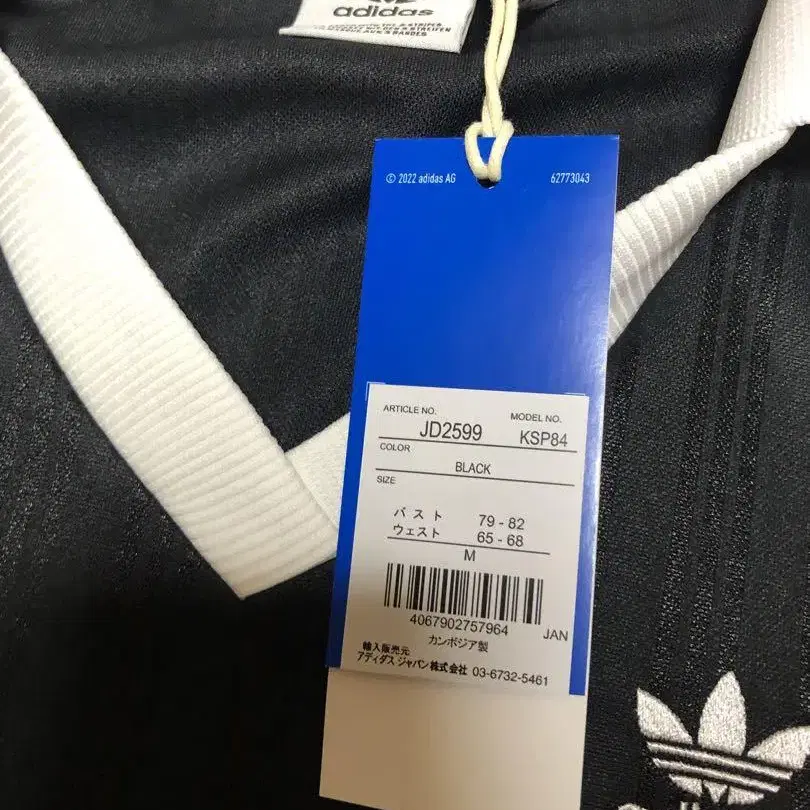 adidas
© 2022 adidas AG 62773043
ARTICLE NO. MODEL NO.
JD2599 KSP84
COLOR
BLACK
SIZE
バスト 79 - 82
ウェスト 65 - 68
M
4067902757964 JAN
カンボジア製
輸入販売元
アディダス ジャパン株式会社 03-6732-5461